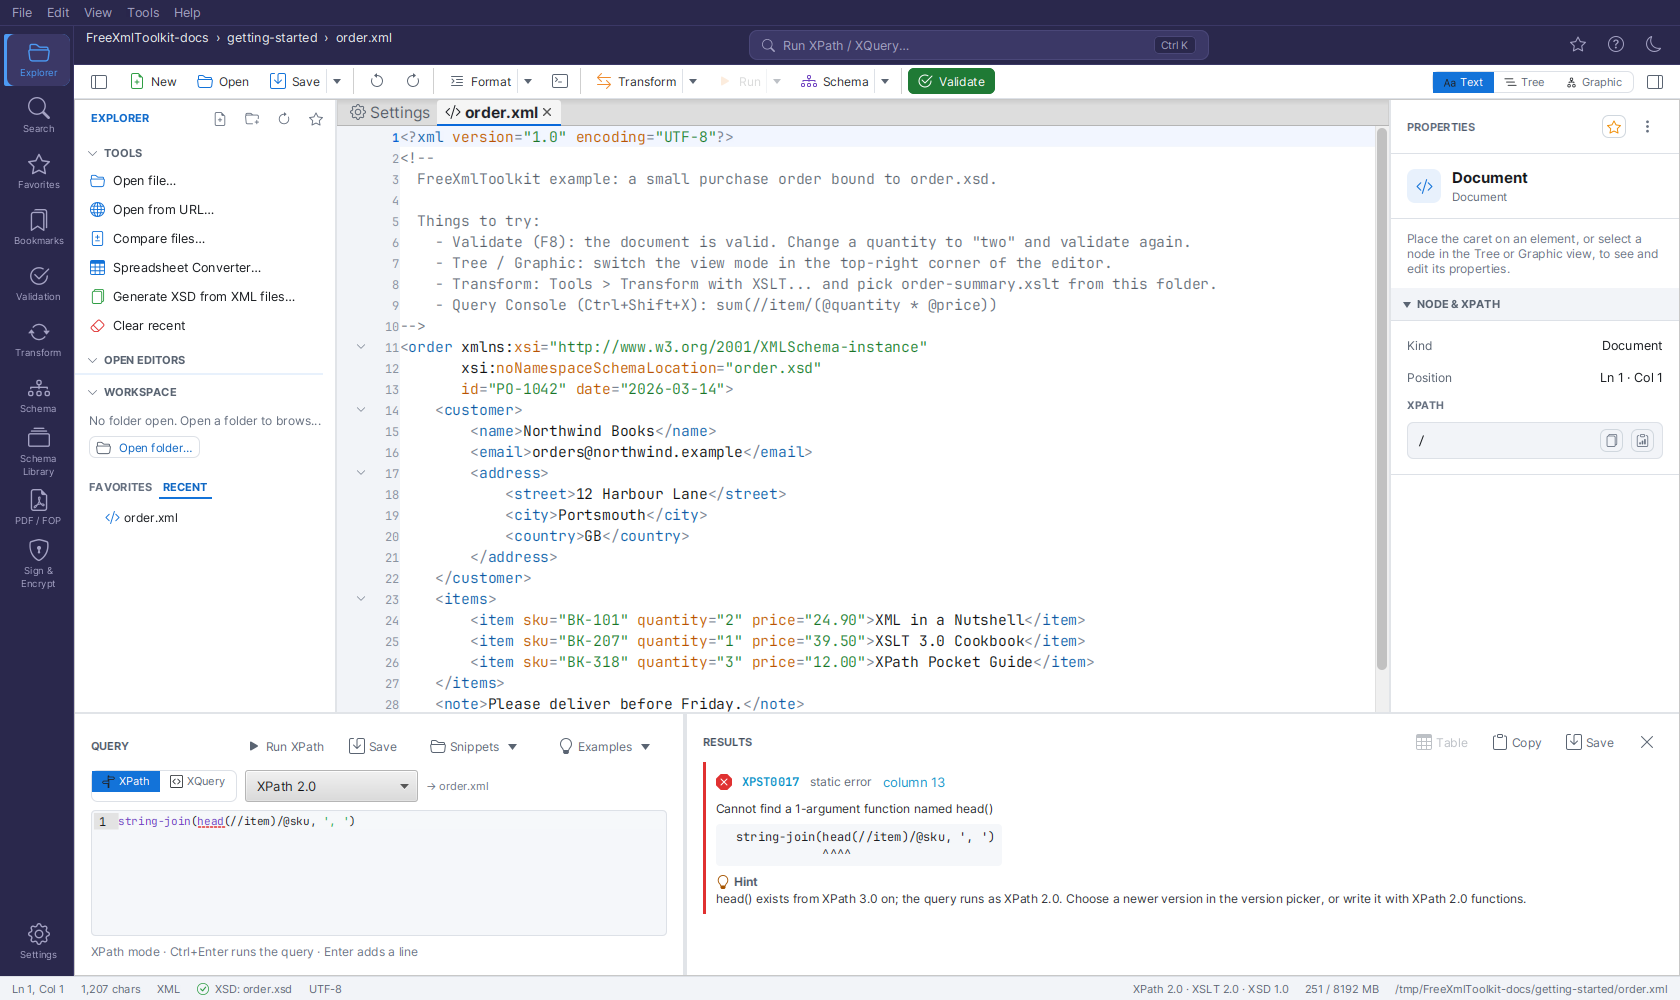 File Edit View Tools Help
FreeXmlToolkit-docs › getting-started › order.xml
Run XPath / XQuery... Ctrl K
New Open Save Format Transform Run Schema Validate
Aa Text Tree Graphic
Explorer
Search
Favorites
Bookmarks
Validation
Transform
Schema
Schema
Library
PDF / FOP
Sign &
Encrypt
Settings
EXPLORER
TOOLS
Open file...
Open from URL...
Compare files...
Spreadsheet Converter...
Generate XSD from XML files...
Clear recent
OPEN EDITORS
WORKSPACE
No folder open. Open a folder to brows...
Open folder...
FAVORITES RECENT
</> order.xml
Settings </> order.xml ×
1 <?xml version="1.0" encoding="UTF-8"?>
2 <!--
3 FreeXmlToolkit example: a small purchase order bound to order.xsd.
4
5 Things to try:
6 - Validate (F8): the document is valid. Change a quantity to "two" and validate again.
7 - Tree / Graphic: switch the view mode in the top-right corner of the editor.
8 - Transform: Tools > Transform with XSLT... and pick order-summary.xslt from this folder.
9 - Query Console (Ctrl+Shift+X): sum(//item/(@quantity * @price))
10 -->
11 <order xmlns:xsi="http://www.w3.org/2001/XMLSchema-instance"
12 xsi:noNamespaceSchemaLocation="order.xsd"
13 id="PO-1042" date="2026-03-14">
14 <customer>
15 <name>Northwind Books</name>
16 <email>orders@northwind.example</email>
17 <address>
18 <street>12 Harbour Lane</street>
19 <city>Portsmouth</city>
20 <country>GB</country>
21 </address>
22 </customer>
23 <items>
24 <item sku="BK-101" quantity="2" price="24.90">XML in a Nutshell</item>
25 <item sku="BK-207" quantity="1" price="39.50">XSLT 3.0 Cookbook</item>
26 <item sku="BK-318" quantity="3" price="12.00">XPath Pocket Guide</item>
27 </items>
28 <note>Please deliver before Friday.</note>
PROPERTIES
</> Document
Document
Place the caret on an element, or select a
node in the Tree or Graphic view, to see and
edit its properties.
NODE & XPATH
Kind Document
Position Ln 1 · Col 1
XPATH
/
QUERY Run XPath Save Snippets Examples
XPath XQuery XPath 2.0 → order.xml
1 string-join(head(//item)/@sku, ', ')
XPath mode · Ctrl+Enter runs the query · Enter adds a line
RESULTS Table Copy Save
XPST0017 static error column 13
Cannot find a 1-argument function named head()
string-join(head(//item)/@sku, ', ')
^^^^
Hint
head() exists from XPath 3.0 on; the query runs as XPath 2.0. Choose a newer version in the version picker, or write it with XPath 2.0 functions.
Ln 1, Col 1 1,207 chars XML XSD: order.xsd UTF-8 XPath 2.0 · XSLT 2.0 · XSD 1.0 251 / 8192 MB /tmp/FreeXmlToolkit-docs/getting-started/order.xml